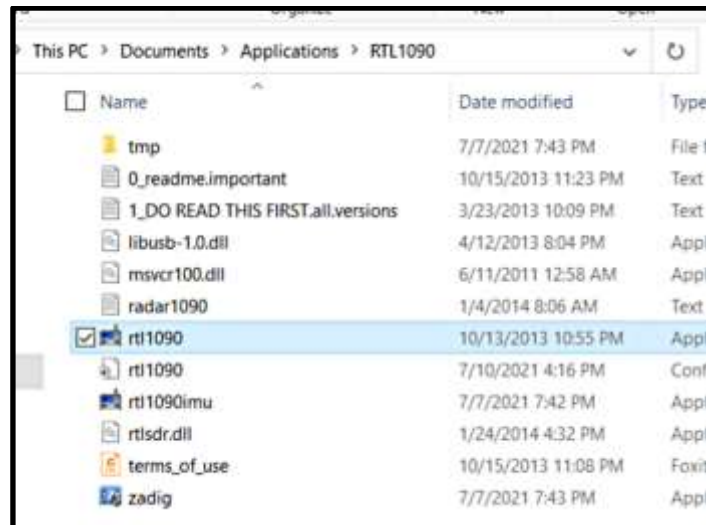 This PC > Documents > Applications > RTL1090
Name Date modified Type
tmp 7/7/2021 7:43 PM File
0_readme.important 10/15/2013 11:23 PM Text
1_DO READ THIS FIRST.all.versions 3/23/2013 10:09 PM Text
libusb-1.0.dll 4/12/2013 8:04 PM Appl
msvcr100.dll 6/11/2011 12:58 AM Appl
radar1090 1/4/2014 8:06 AM Text
rtl1090 10/13/2013 10:55 PM Appl
rtl1090 7/10/2021 4:16 PM Conf
rtl1090imu 7/7/2021 7:42 PM Appl
rtlsdr.dll 1/24/2014 4:32 PM Appl
terms_of_use 10/15/2013 11:08 PM Foxit
zadig 7/7/2021 7:43 PM Appl